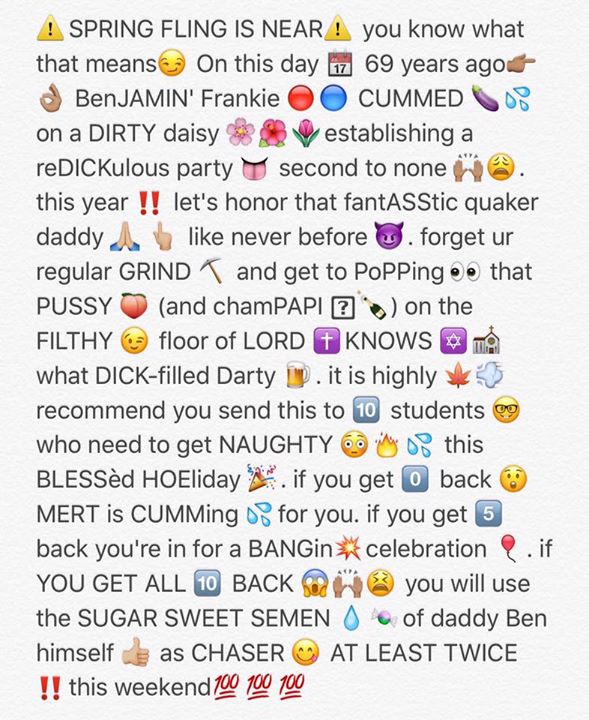 ⚠️ SPRING FLING IS NEAR⚠️ you know what
that means😏 On this day 📅 69 years ago👉🏽
👌🏽 BenJAMIN' Frankie 🔴🔵 CUMMED 🍆💦
on a DIRTY daisy 🌸🌺🌷establishing a
reDICKulous party 👅 second to none 🙌🏽😩.
this year ‼️ let's honor that fantASStic quaker
daddy 🙏🏼👆🏼 like never before 😈. forget ur
regular GRIND ⛏ and get to PoPPing 👀 that
PUSSY 🍑 (and chamPAPI ⍰🍾) on the
FILTHY 😉 floor of LORD ✝️ KNOWS ✡️ ⛪
what DICK-filled Darty 🍺. it is highly 🍁💨
recommend you send this to 🔟 students 🤓
who need to get NAUGHTY 😳🔥💦 this
BLESSèd HOEliday 🎉. if you get 0️⃣ back 😲
MERT is CUMMing 💦 for you. if you get 5️⃣
back you're in for a BANGin💥celebration 🎈. if
YOU GET ALL 🔟 BACK 😱🙌🏽😫 you will use
the SUGAR SWEET SEMEN 💧 🍬 of daddy Ben
himself 👍🏼 as CHASER 😋 AT LEAST TWICE
‼️ this weekend💯 💯 💯